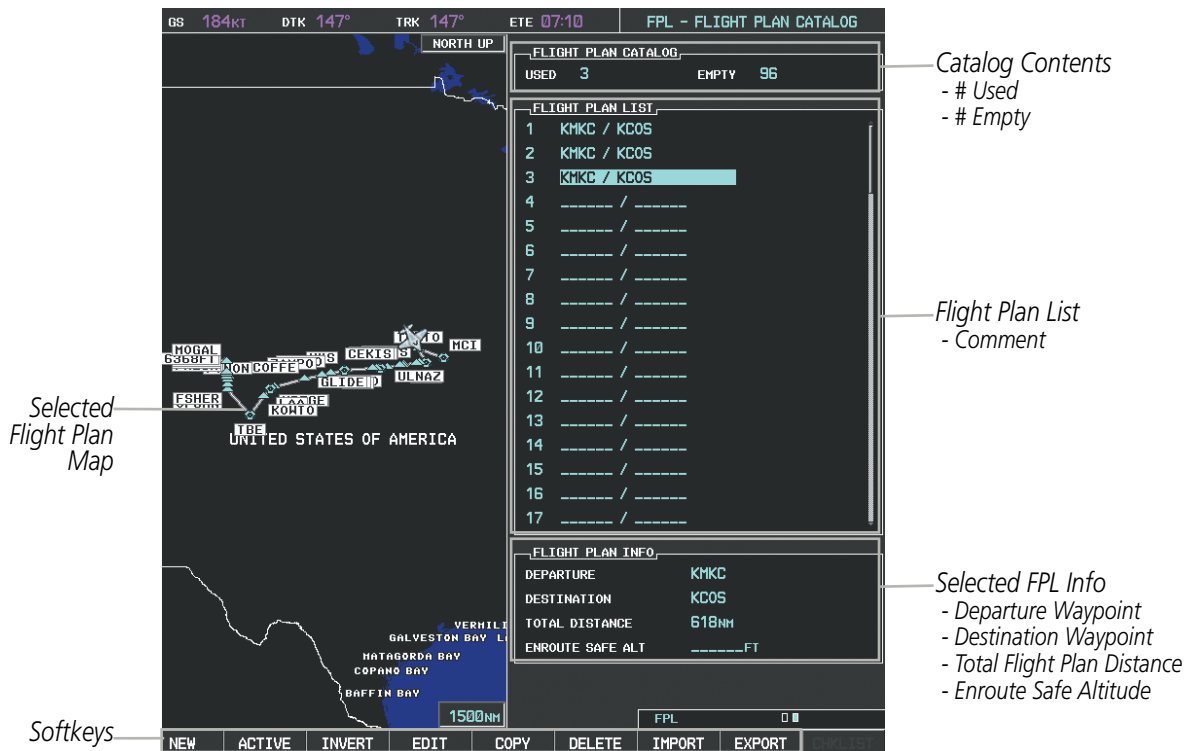 GS 184KT DTK 147° TRK 147° ETE 07:10 FPL – FLIGHT PLAN CATALOG
NORTH UP
FLIGHT PLAN CATALOG
USED 3 EMPTY 96
Catalog Contents
- # Used
- # Empty
FLIGHT PLAN LIST
1 KMKC / KCOS
2 KMKC / KCOS
3 KMKC / KCOS
4 ______ / ______
5 ______ / ______
6 ______ / ______
7 ______ / ______
8 ______ / ______
9 ______ / ______
10 ______ / ______
11 ______ / ______
12 ______ / ______
13 ______ / ______
14 ______ / ______
15 ______ / ______
16 ______ / ______
17 ______ / ______
Flight Plan List
- Comment
MCI
MOGAL
CEKIS
COFFE
GLIDE
ULNAZ
FSHER
KOWTO
TBE
UNITED STATES OF AMERICA
Selected
Flight Plan
Map
FLIGHT PLAN INFO
DEPARTURE KMKC
DESTINATION KCOS
TOTAL DISTANCE 618NM
ENROUTE SAFE ALT ______FT
Selected FPL Info
- Departure Waypoint
- Destination Waypoint
- Total Flight Plan Distance
- Enroute Safe Altitude
VERMILI
GALVESTON BAY
MATAGORDA BAY
COPANO BAY
BAFFIN BAY
1500NM
FPL
Softkeys
NEW ACTIVE INVERT EDIT COPY DELETE IMPORT EXPORT CHKLIST